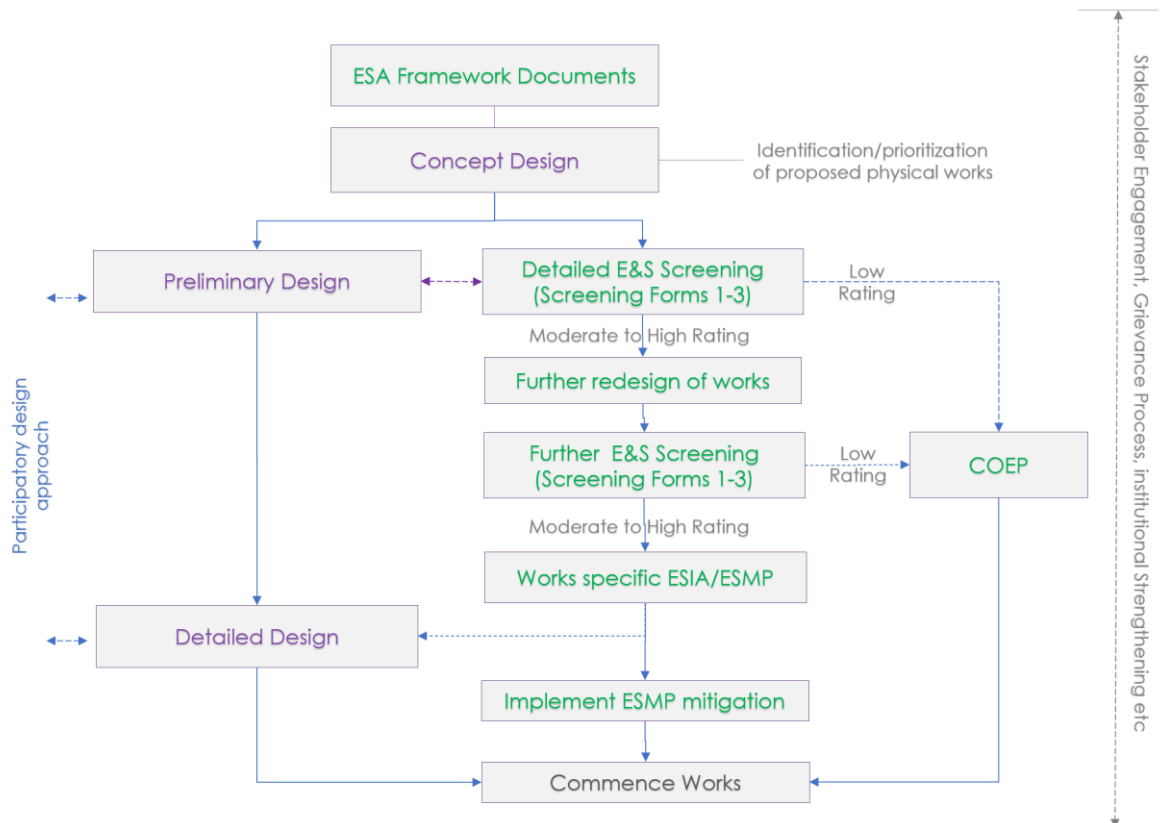 ESA Framework Documents
Concept Design
Identification/prioritization
of proposed physical works
Preliminary Design
Detailed E&S Screening
(Screening Forms 1-3)
Low
Rating
Moderate to High Rating
Further redesign of works
Further E&S Screening
(Screening Forms 1-3)
Low
Rating
COEP
Moderate to High Rating
Works specific ESIA/ESMP
Detailed Design
Implement ESMP mitigation
Commence Works
Participatory design
approach
Stakeholder Engagement, Grievance Process, institutional Strengthening etc